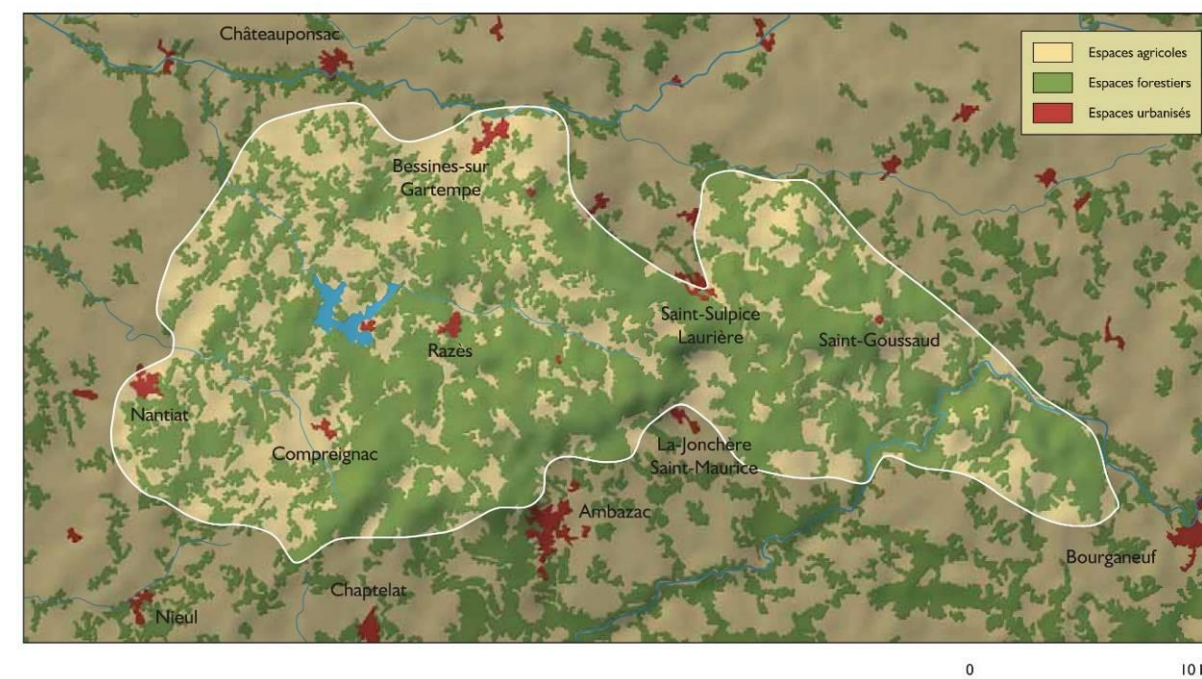 Châteauponsac
Espaces agricoles
Espaces forestiers
Espaces urbanisés
Bessines-sur
Gartempe
Saint-Sulpice
Laurière
Saint-Goussaud
Razès
Nantiat
Compreignac
La-Jonchère
Saint-Maurice
Ambazac
Bourganeuf
Chaptelat
Nieul
0
10